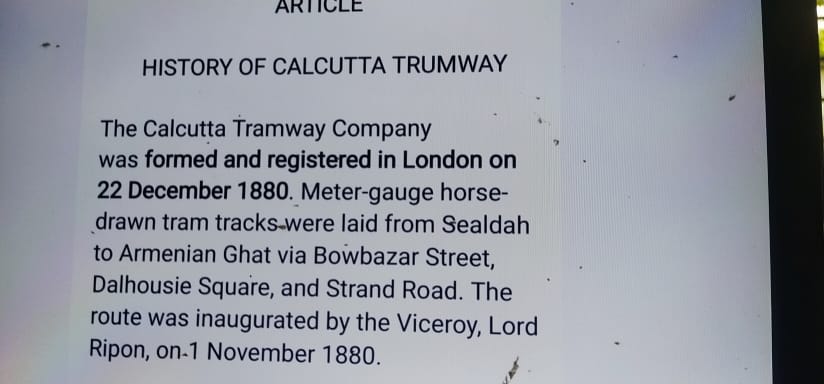 ARTICLE
HISTORY OF CALCUTTA TRUMWAY
The Calcutta Tramway Company
was formed and registered in London on
22 December 1880. Meter-gauge horse-
drawn tram tracks were laid from Sealdah
to Armenian Ghat via Bowbazar Street,
Dalhousie Square, and Strand Road. The
route was inaugurated by the Viceroy, Lord
Ripon, on 1 November 1880.